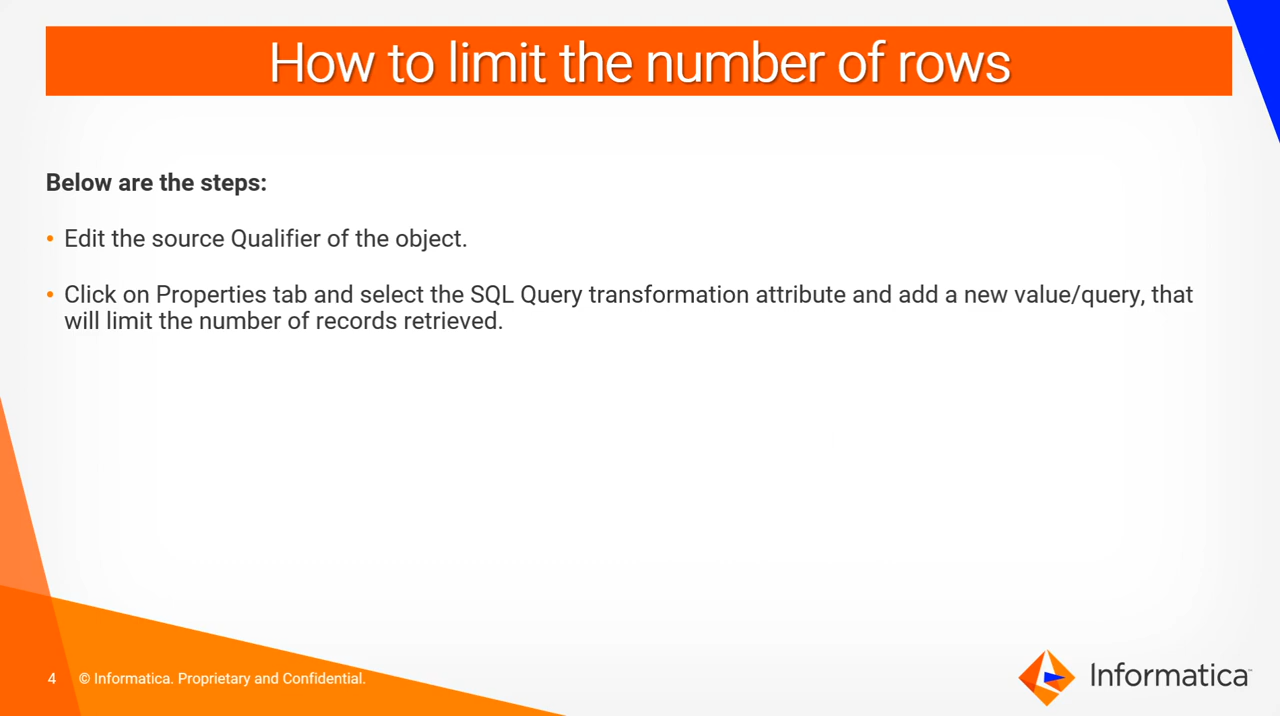 How to limit the number of rows
Below are the steps:
• Edit the source Qualifier of the object.
• Click on Properties tab and select the SQL Query transformation attribute and add a new value/query, that
will limit the number of records retrieved.
4 © Informatica. Proprietary and Confidential.
Informatica™